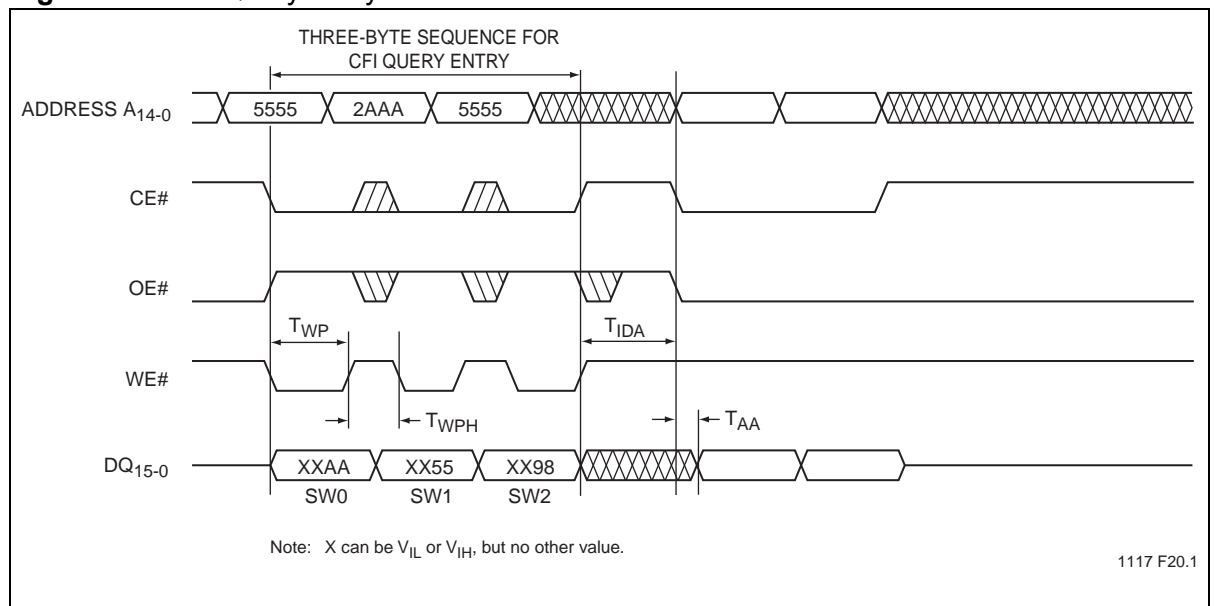 THREE-BYTE SEQUENCE FOR
CFI QUERY ENTRY
ADDRESS A14-0
5555 2AAA 5555
CE#
OE#
TWP TIDA
WE#
TWPH TAA
DQ15-0
XXAA XX55 XX98
SW0 SW1 SW2
Note: X can be VIL or VIH, but no other value.
1117 F20.1